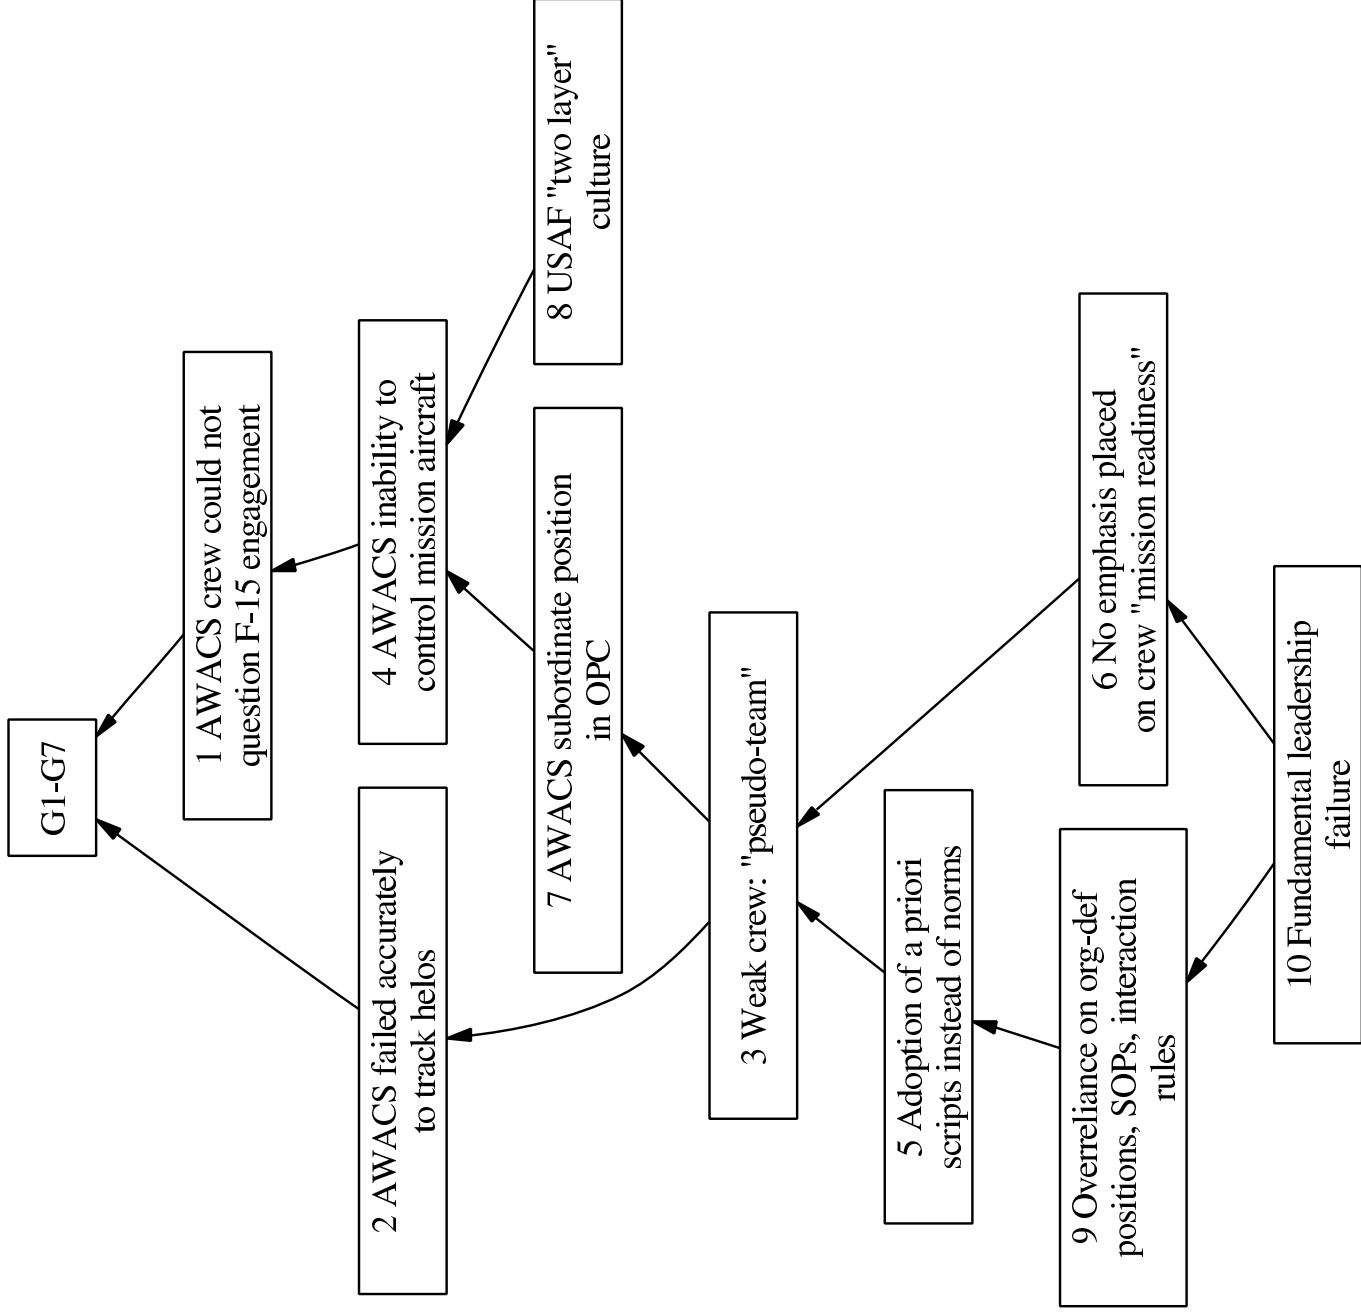 G1-G7
1 AWACS crew could not
question F-15 engagement
2 AWACS failed accurately
to track helos
4 AWACS inability to
control mission aircraft
7 AWACS subordinate position
in OPC
8 USAF "two layer"
culture
3 Weak crew: "pseudo-team"
5 Adoption of a priori
scripts instead of norms
9 Overreliance on org-def
positions, SOPs, interaction
rules
6 No emphasis placed
on crew "mission readiness"
10 Fundamental leadership
failure